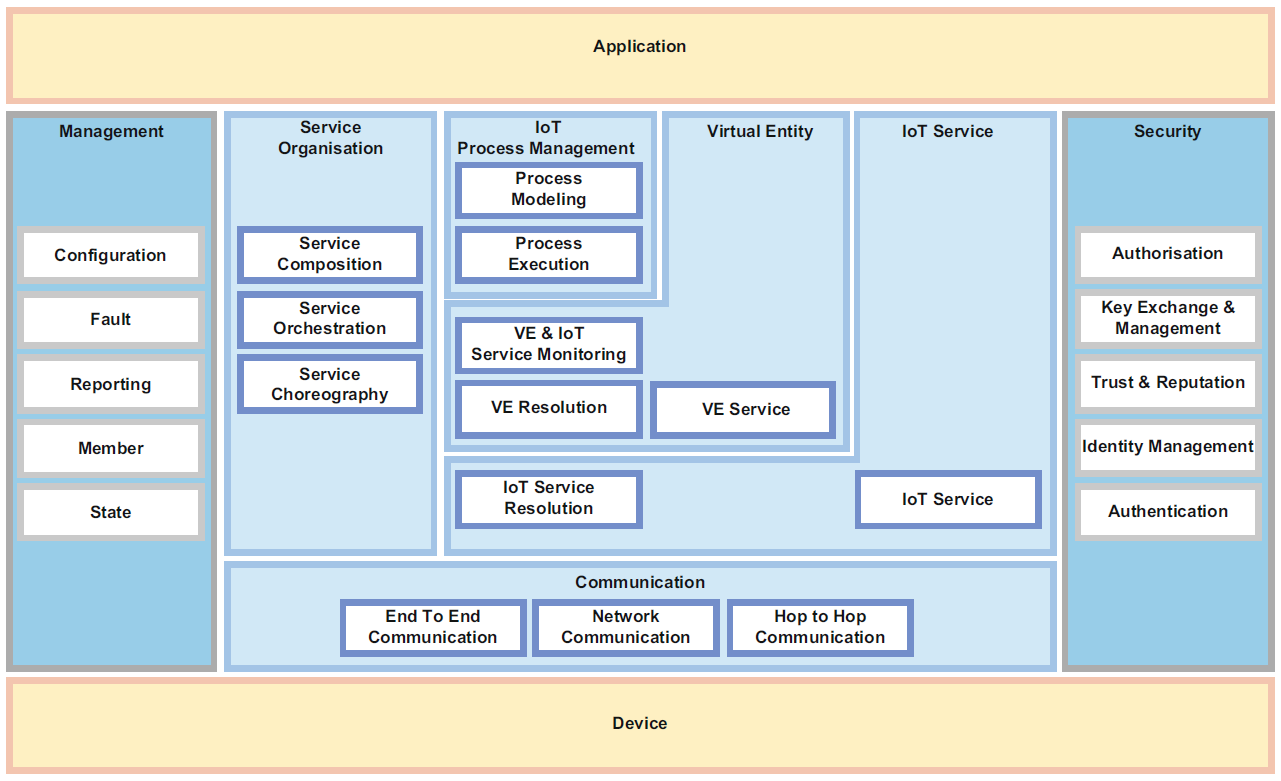 Application
Management
Configuration
Fault
Reporting
Member
State
Service
Organisation
Service
Composition
Service
Orchestration
Service
Choreography
IoT
Process Management
Process
Modeling
Process
Execution
Virtual Entity
VE & IoT
Service Monitoring
VE Resolution
VE Service
IoT Service
IoT Service
Resolution
IoT Service
Communication
End To End
Communication
Network
Communication
Hop to Hop
Communication
Security
Authorisation
Key Exchange &
Management
Trust & Reputation
Identity Management
Authentication
Device